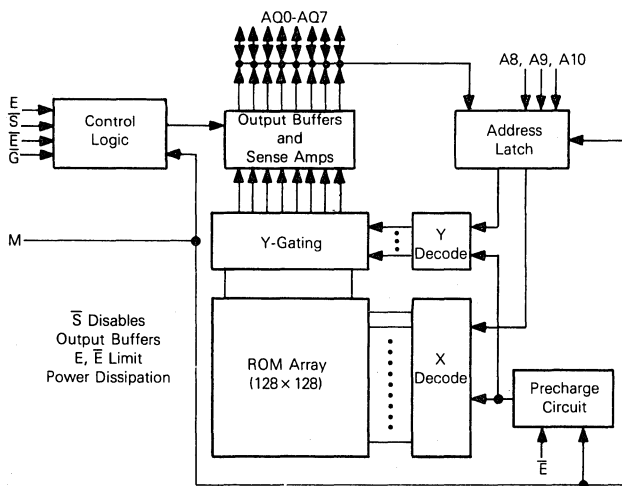 AQ0-AQ7
A8, A9, A10
E
S̅
E̅
G̅
Control
Logic
Output Buffers
and
Sense Amps
Address
Latch
M
Y-Gating
Y
Decode
S̅ Disables
Output Buffers
E, E̅ Limit
Power Dissipation
ROM Array
(128 × 128)
X
Decode
Precharge
Circuit
E̅